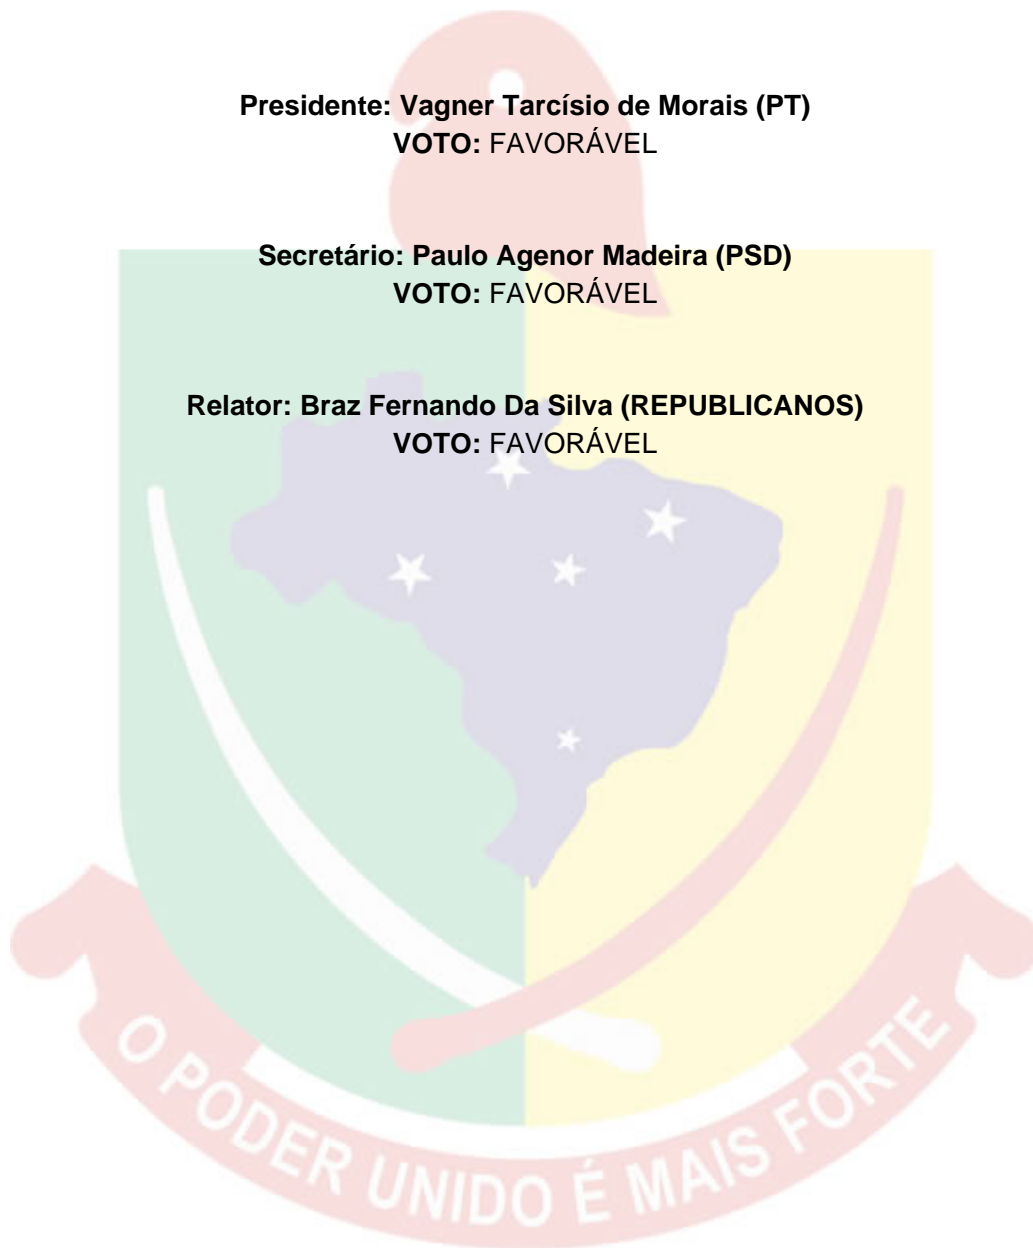 Presidente: Vagner Tarcísio de Morais (PT)
VOTO: FAVORÁVEL
Secretário: Paulo Agenor Madeira (PSD)
VOTO: FAVORÁVEL
Relator: Braz Fernando Da Silva (REPUBLICANOS)
VOTO: FAVORÁVEL
O PODER UNIDO É MAIS FORTE